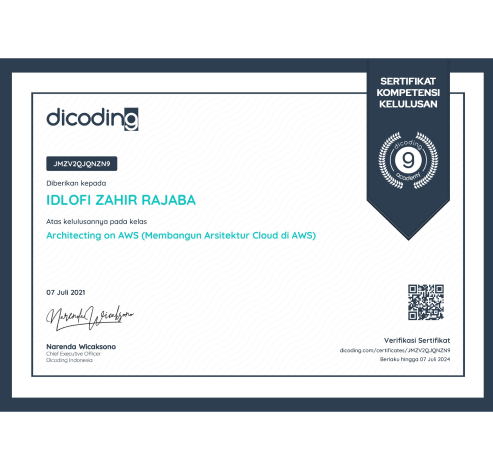 SERTIFIKAT
KOMPETENSI
KELULUSAN
dicoding
dicoding
9
academy
JMZV2QJQNZN9
Diberikan kepada
IDLOFI ZAHIR RAJABA
Atas kelulusannya pada kelas
Architecting on AWS (Membangun Arsitektur Cloud di AWS)
07 Juli 2021
Narenda Wicaksono
Narenda Wicaksono
Chief Executive Officer
Dicoding Indonesia
Verifikasi Sertifikat
dicoding.com/certificates/JMZV2QJQNZN9
Berlaku hingga 07 Juli 2024